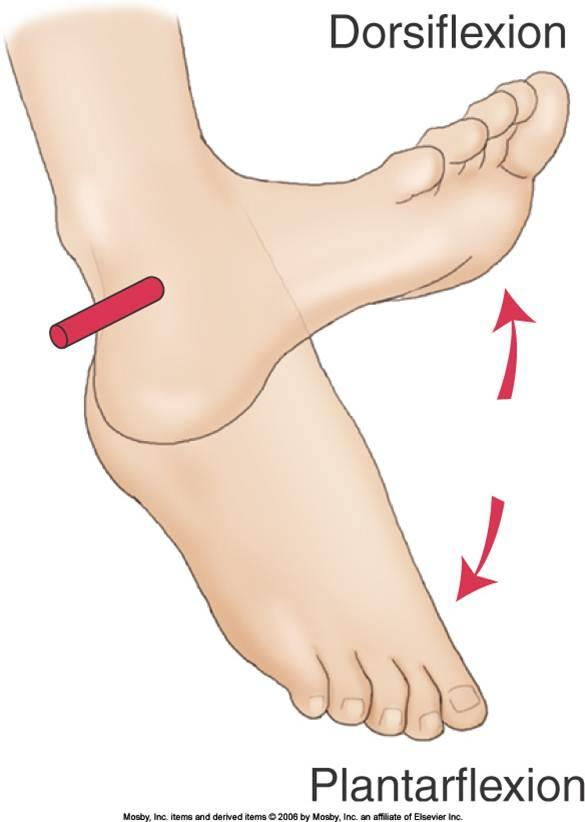 Dorsiflexion
Plantarflexion
Mosby, Inc. items and derived items © 2006 by Mosby, Inc. an affiliate of Elsevier Inc.